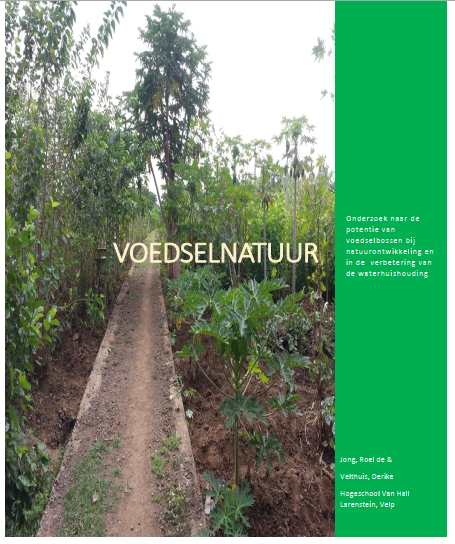 VOEDSELNATUUR
Onderzoek naar de
potentie van
voedselbossen bij
natuurontwikkeling en
in de verbetering van
de waterhuishouding
Jong, Roel de &
Velthuis, Derike
Hogeschool Van Hall
Larenstein, Velp